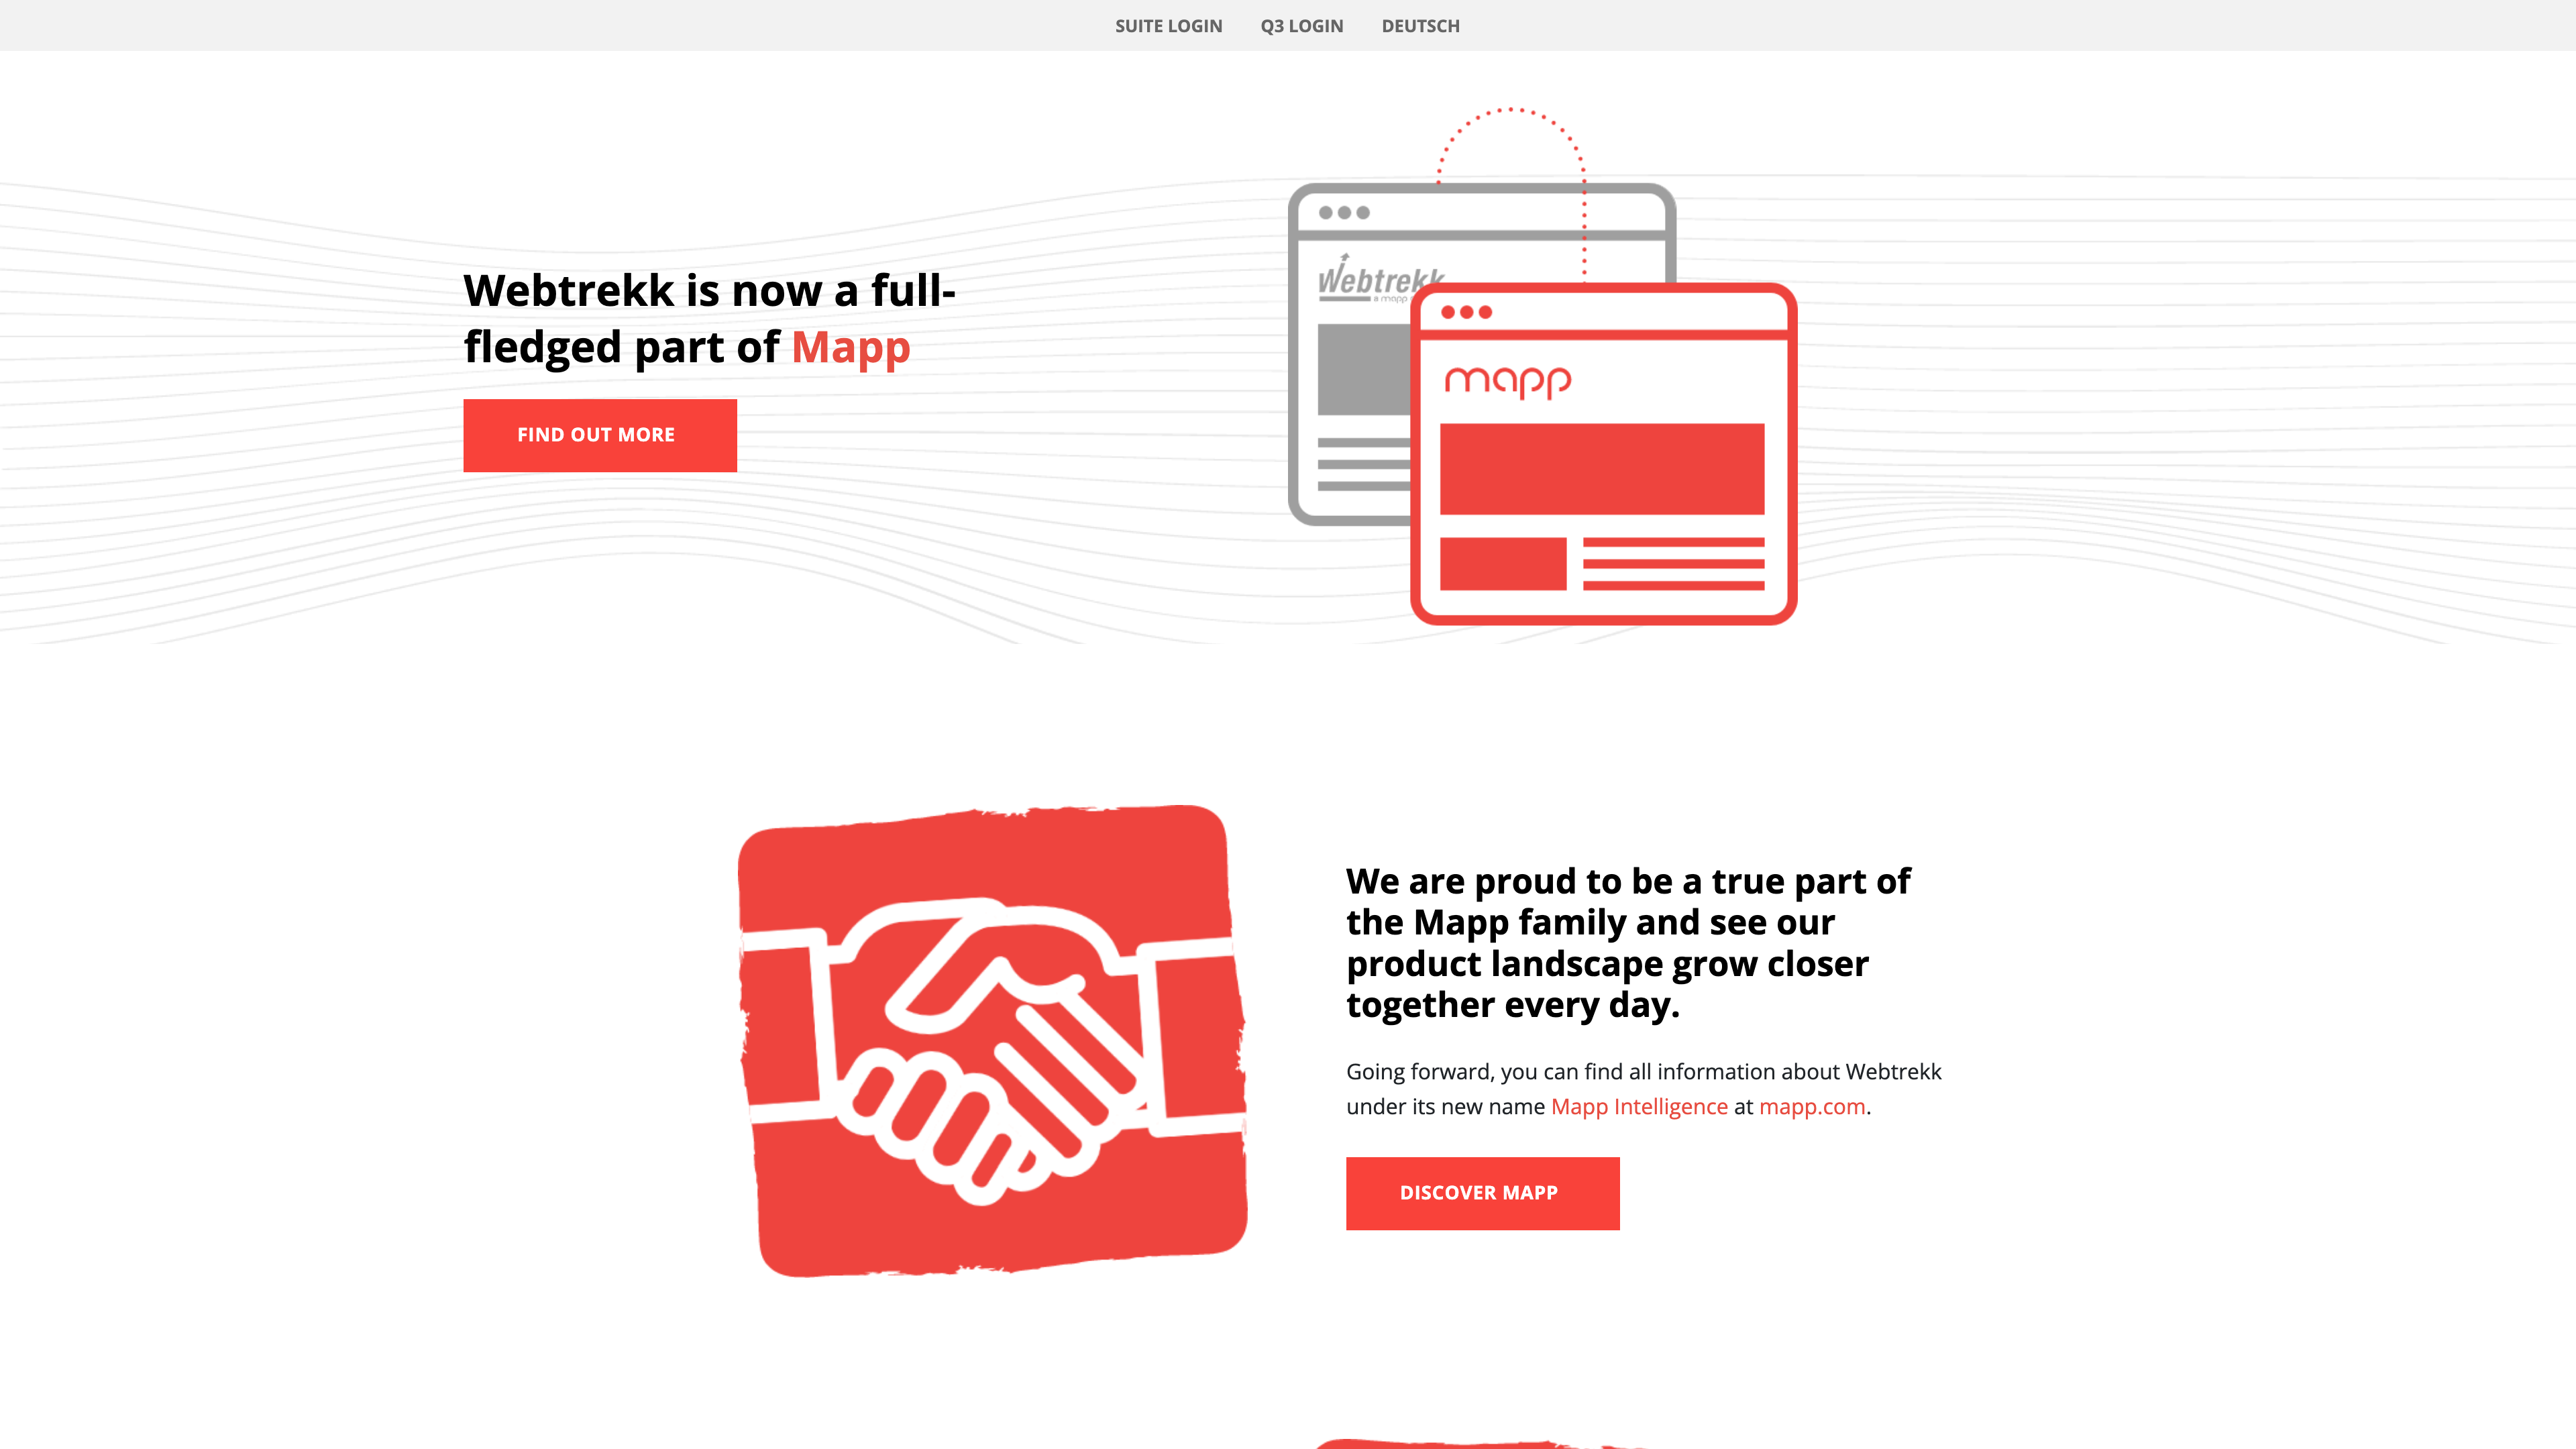 SUITE LOGIN Q3 LOGIN DEUTSCH
Webtrekk
a mapp
mapp
Webtrekk is now a full-
fledged part of Mapp
FIND OUT MORE
We are proud to be a true part of
the Mapp family and see our
product landscape grow closer
together every day.
Going forward, you can find all information about Webtrekk
under its new name Mapp Intelligence at mapp.com.
DISCOVER MAPP